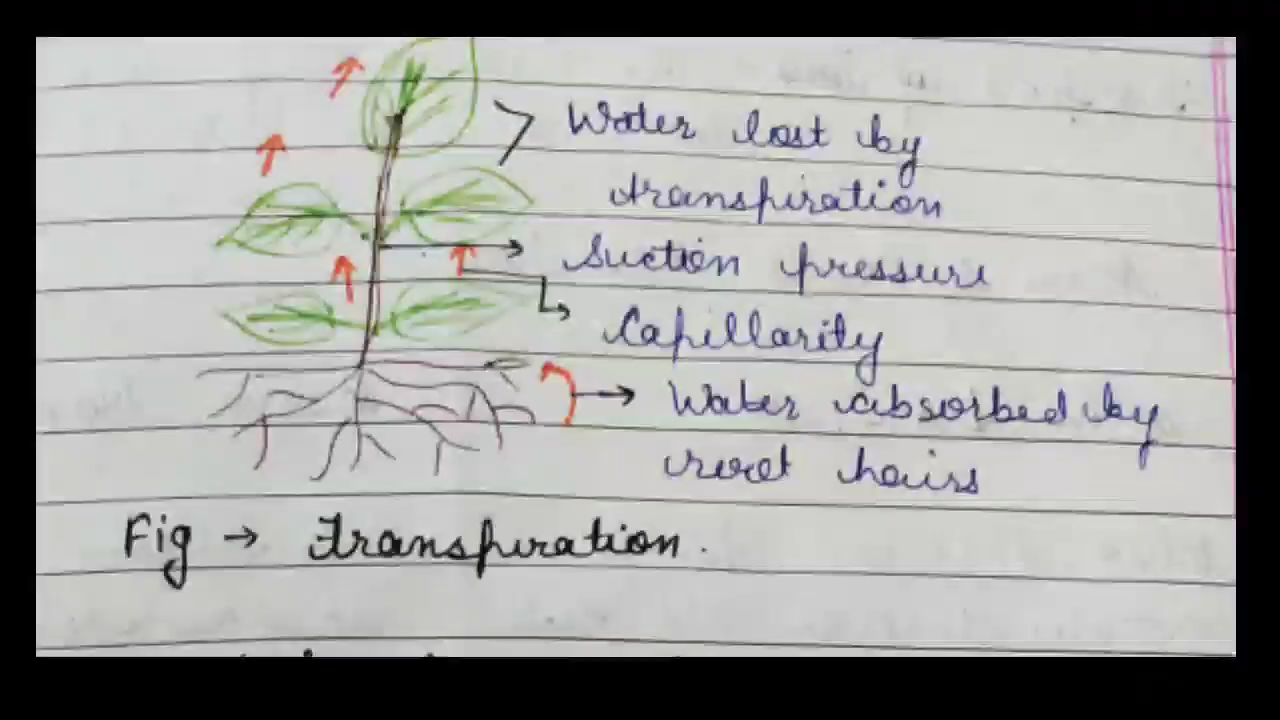 Water lost by
transpiration
Suction pressure
Capillarity
Water absorbed by
root hairs
Fig → Transpiration.